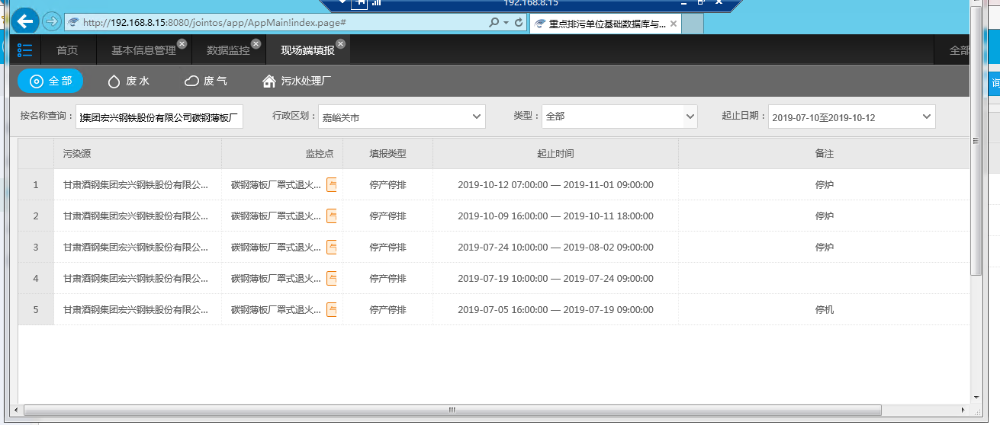 192.168.8.15
http://192.168.8.15:8080/jointos/app/AppMain!index.page#
重点排污单位基础数据库与...
首页 基本信息管理 数据监控 现场端填报 全部
全部 废水 废气 污水处理厂
询
按名称查询： 集团宏兴钢铁股份有限公司碳钢薄板厂 行政区划： 嘉峪关市 类型： 全部 起止日期： 2019-07-10至2019-10-12
污染源 监控点 填报类型 起止时间 备注
1 甘肃酒钢集团宏兴钢铁股份有限公... 碳钢薄板厂罩式退火... 气 停产停排 2019-10-12 07:00:00 — 2019-11-01 09:00:00 停炉
2 甘肃酒钢集团宏兴钢铁股份有限公... 碳钢薄板厂罩式退火... 气 停产停排 2019-10-09 16:00:00 — 2019-10-11 18:00:00 停炉
3 甘肃酒钢集团宏兴钢铁股份有限公... 碳钢薄板厂罩式退火... 气 停产停排 2019-07-24 10:00:00 — 2019-08-02 09:00:00 停炉
4 甘肃酒钢集团宏兴钢铁股份有限公... 碳钢薄板厂罩式退火... 气 停产停排 2019-07-19 10:00:00 — 2019-07-24 09:00:00
5 甘肃酒钢集团宏兴钢铁股份有限公... 碳钢薄板厂罩式退火... 气 停产停排 2019-07-05 16:00:00 — 2019-07-19 09:00:00 停机